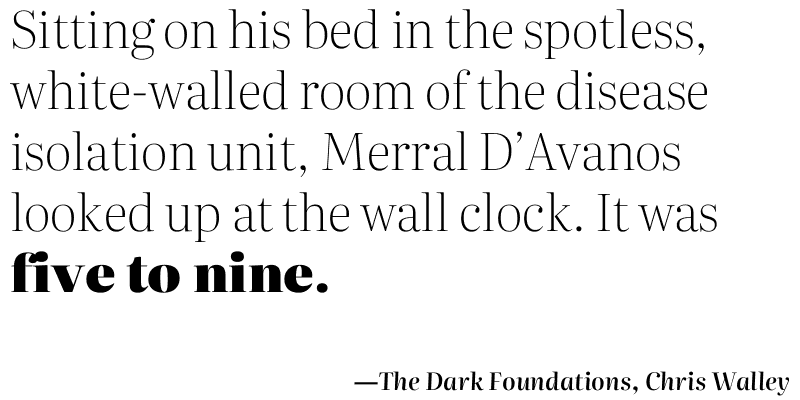 Sitting on his bed in the spotless,
white-walled room of the disease
isolation unit, Merral D’Avanos
looked up at the wall clock. It was
five to nine.
—The Dark Foundations, Chris Walley